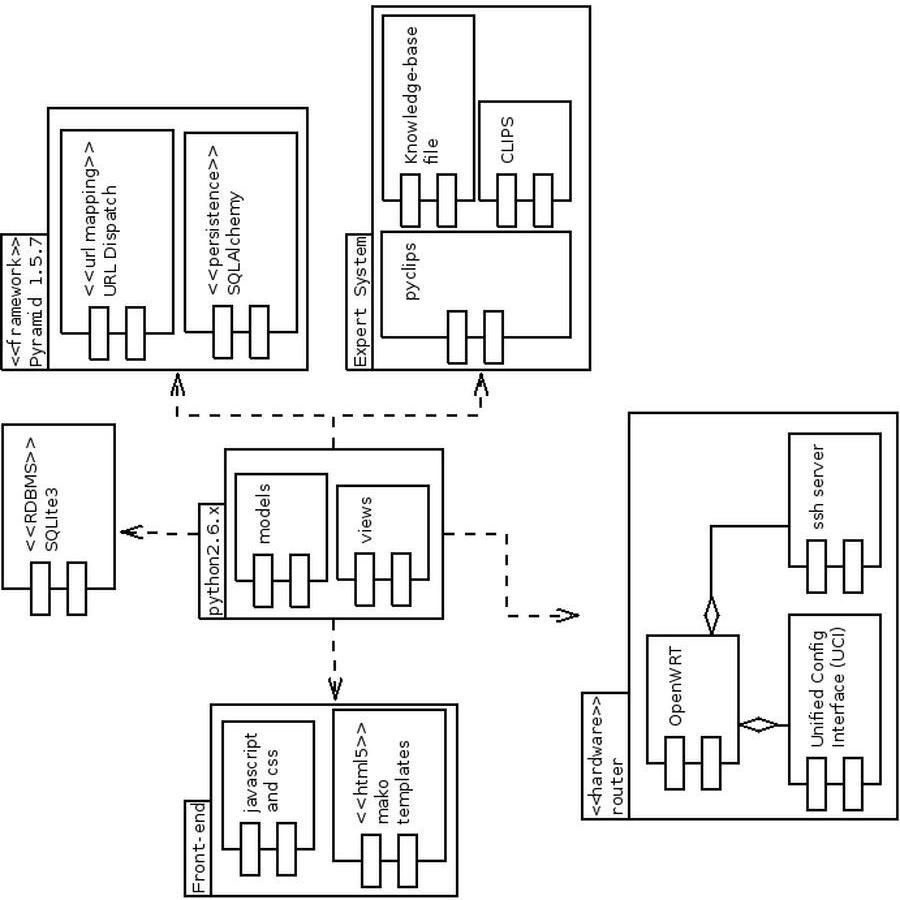 <<framework>>
Pyramid 1.5.7
<<url mapping>>
URL Dispatch
<<persistence>>
SQLAlchemy
Expert System
Knowledge-base
file
CLIPS
pyclips
<<RDBMS>>
SQLIte3
python2.6.x
models
views
Front-end
javascript
and css
<<html5>>
mako
templates
<<hardware>>
router
OpenWRT
ssh server
Unified Config
Interface (UCI)